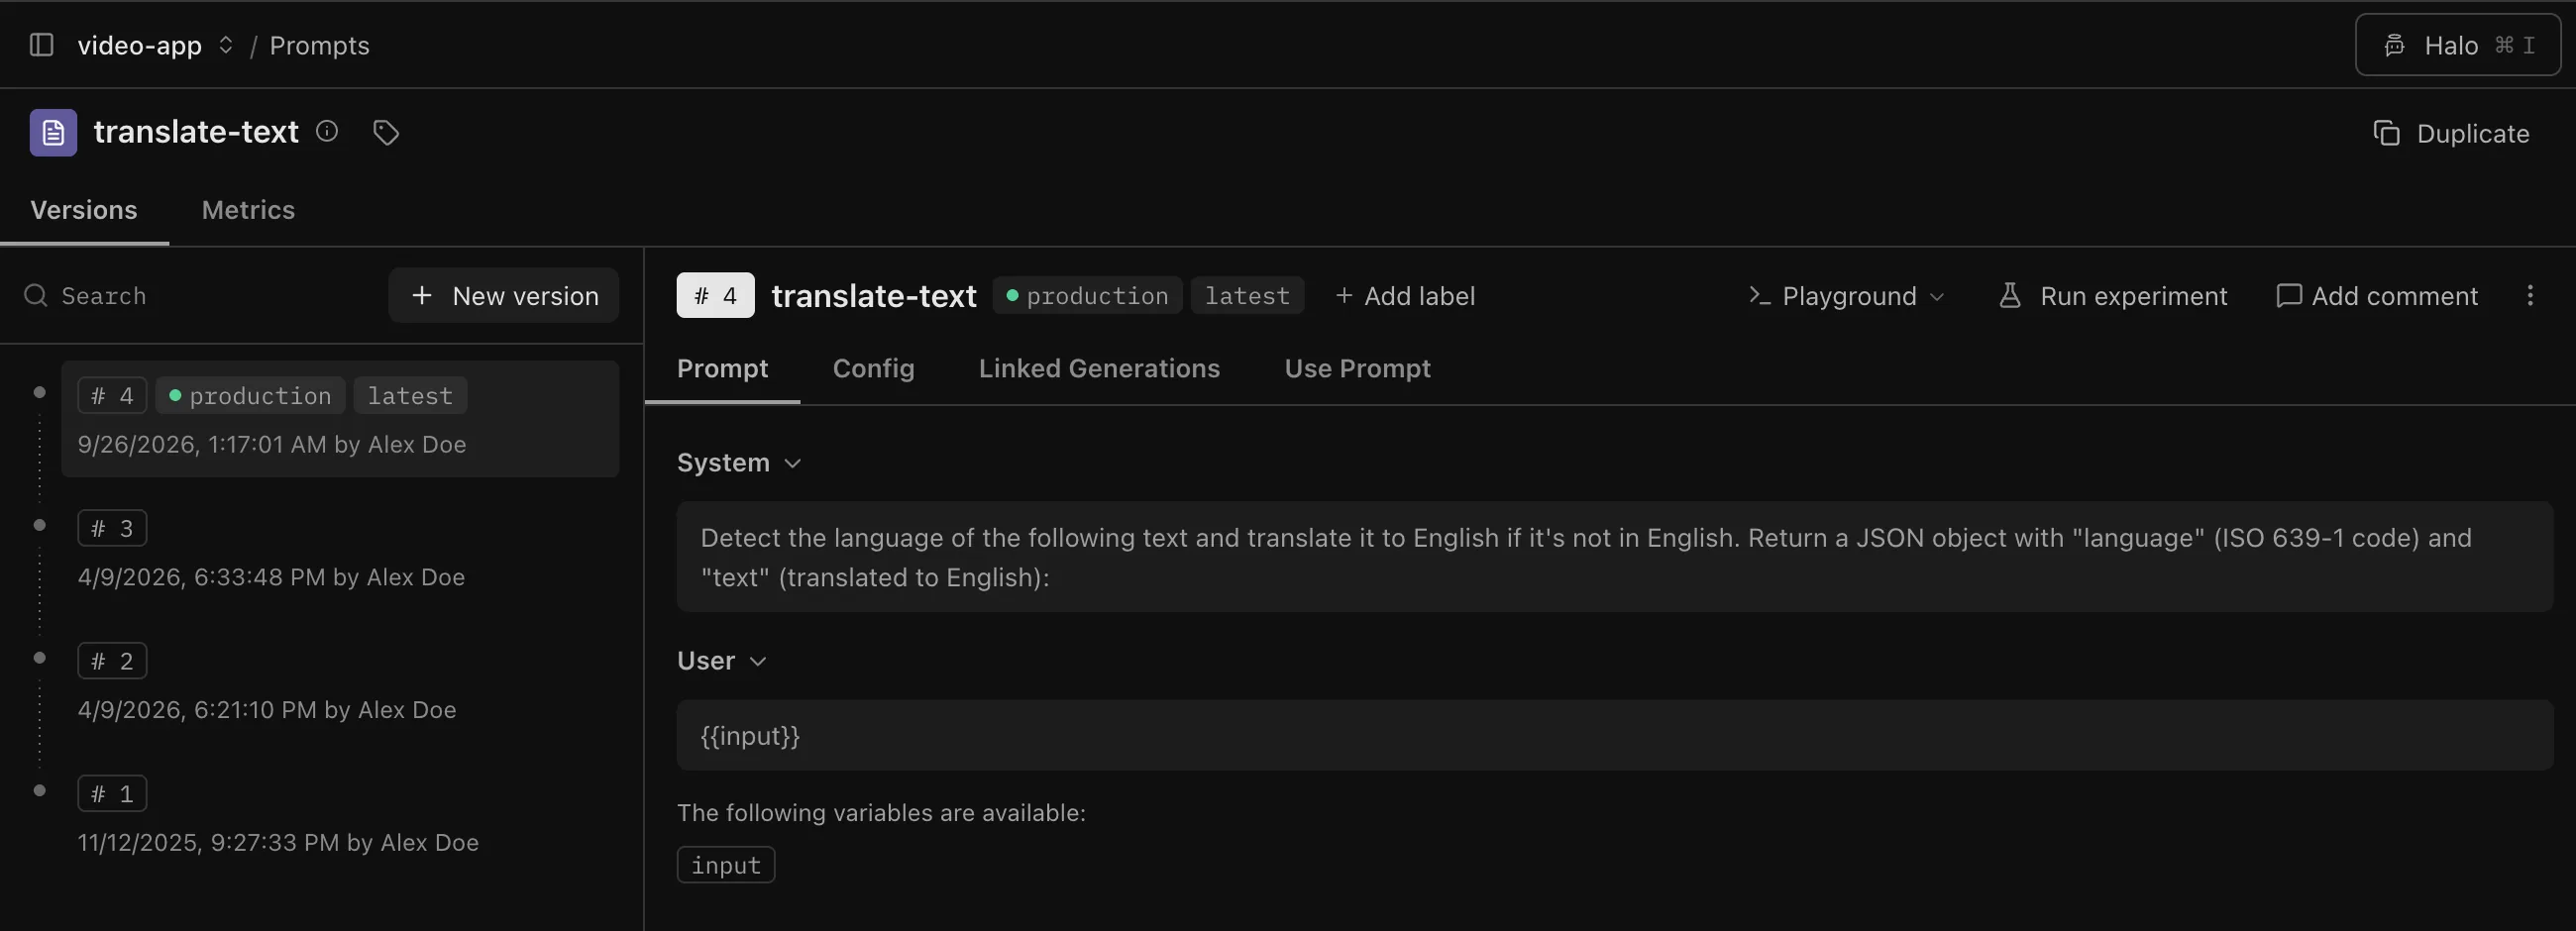 video-app / Prompts
Halo ⌘ I
translate-text
Duplicate
Versions Metrics
Search
+ New version
# 4 production latest
9/26/2026, 1:17:01 AM by Alex Doe
# 3
4/9/2026, 6:33:48 PM by Alex Doe
# 2
4/9/2026, 6:21:10 PM by Alex Doe
# 1
11/12/2025, 9:27:33 PM by Alex Doe
# 4 translate-text production latest + Add label
Playground Run experiment Add comment
Prompt Config Linked Generations Use Prompt
System
Detect the language of the following text and translate it to English if it's not in English. Return a JSON object with "language" (ISO 639-1 code) and
"text" (translated to English):
User
{{input}}
The following variables are available:
input